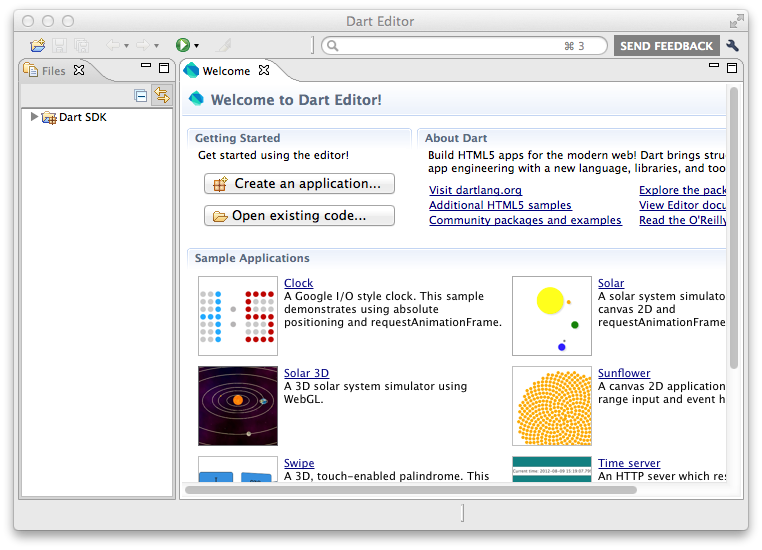 Dart Editor
⌘ 3
SEND FEEDBACK
Files
Welcome
Dart SDK
Welcome to Dart Editor!
Getting Started
Get started using the editor!
Create an application...
Open existing code...
About Dart
Build HTML5 apps for the modern web! Dart brings stru
app engineering with a new language, libraries, and too
Visit dartlang.org
Explore the pack
Additional HTML5 samples
View Editor docu
Community packages and examples
Read the O'Reilly
Sample Applications
Clock
A Google I/O style clock. This sample
demonstrates using absolute
positioning and requestAnimationFrame.
Solar
A solar system simulato
canvas 2D and
requestAnimationFrame
Solar 3D
A 3D solar system simulator using
WebGL.
Sunflower
A canvas 2D application
range input and event h
Swipe
A 3D, touch-enabled palindrome. This
Current time: 2012-08-08 15:19:07.79
Time server
An HTTP sever which res